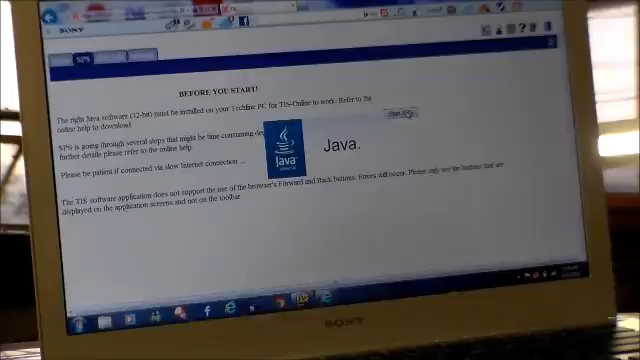 SONY
SPS
BEFORE YOU START!
The right Java software (32-bit) must be installed on your Techline PC for TIS-Online to work. Refer to the
online help to download
Start SPS
SPS is going through several steps that might be time consuming de
further details please refer to the online help.
Java
Java.
Please be patient if connected via slow Internet connection ...
The TIS software application does not support the use of the browser's Forward and Back buttons. Errors will occur. Please only use the buttons that are
displayed on the application screens and not on the toolbar.
SONY